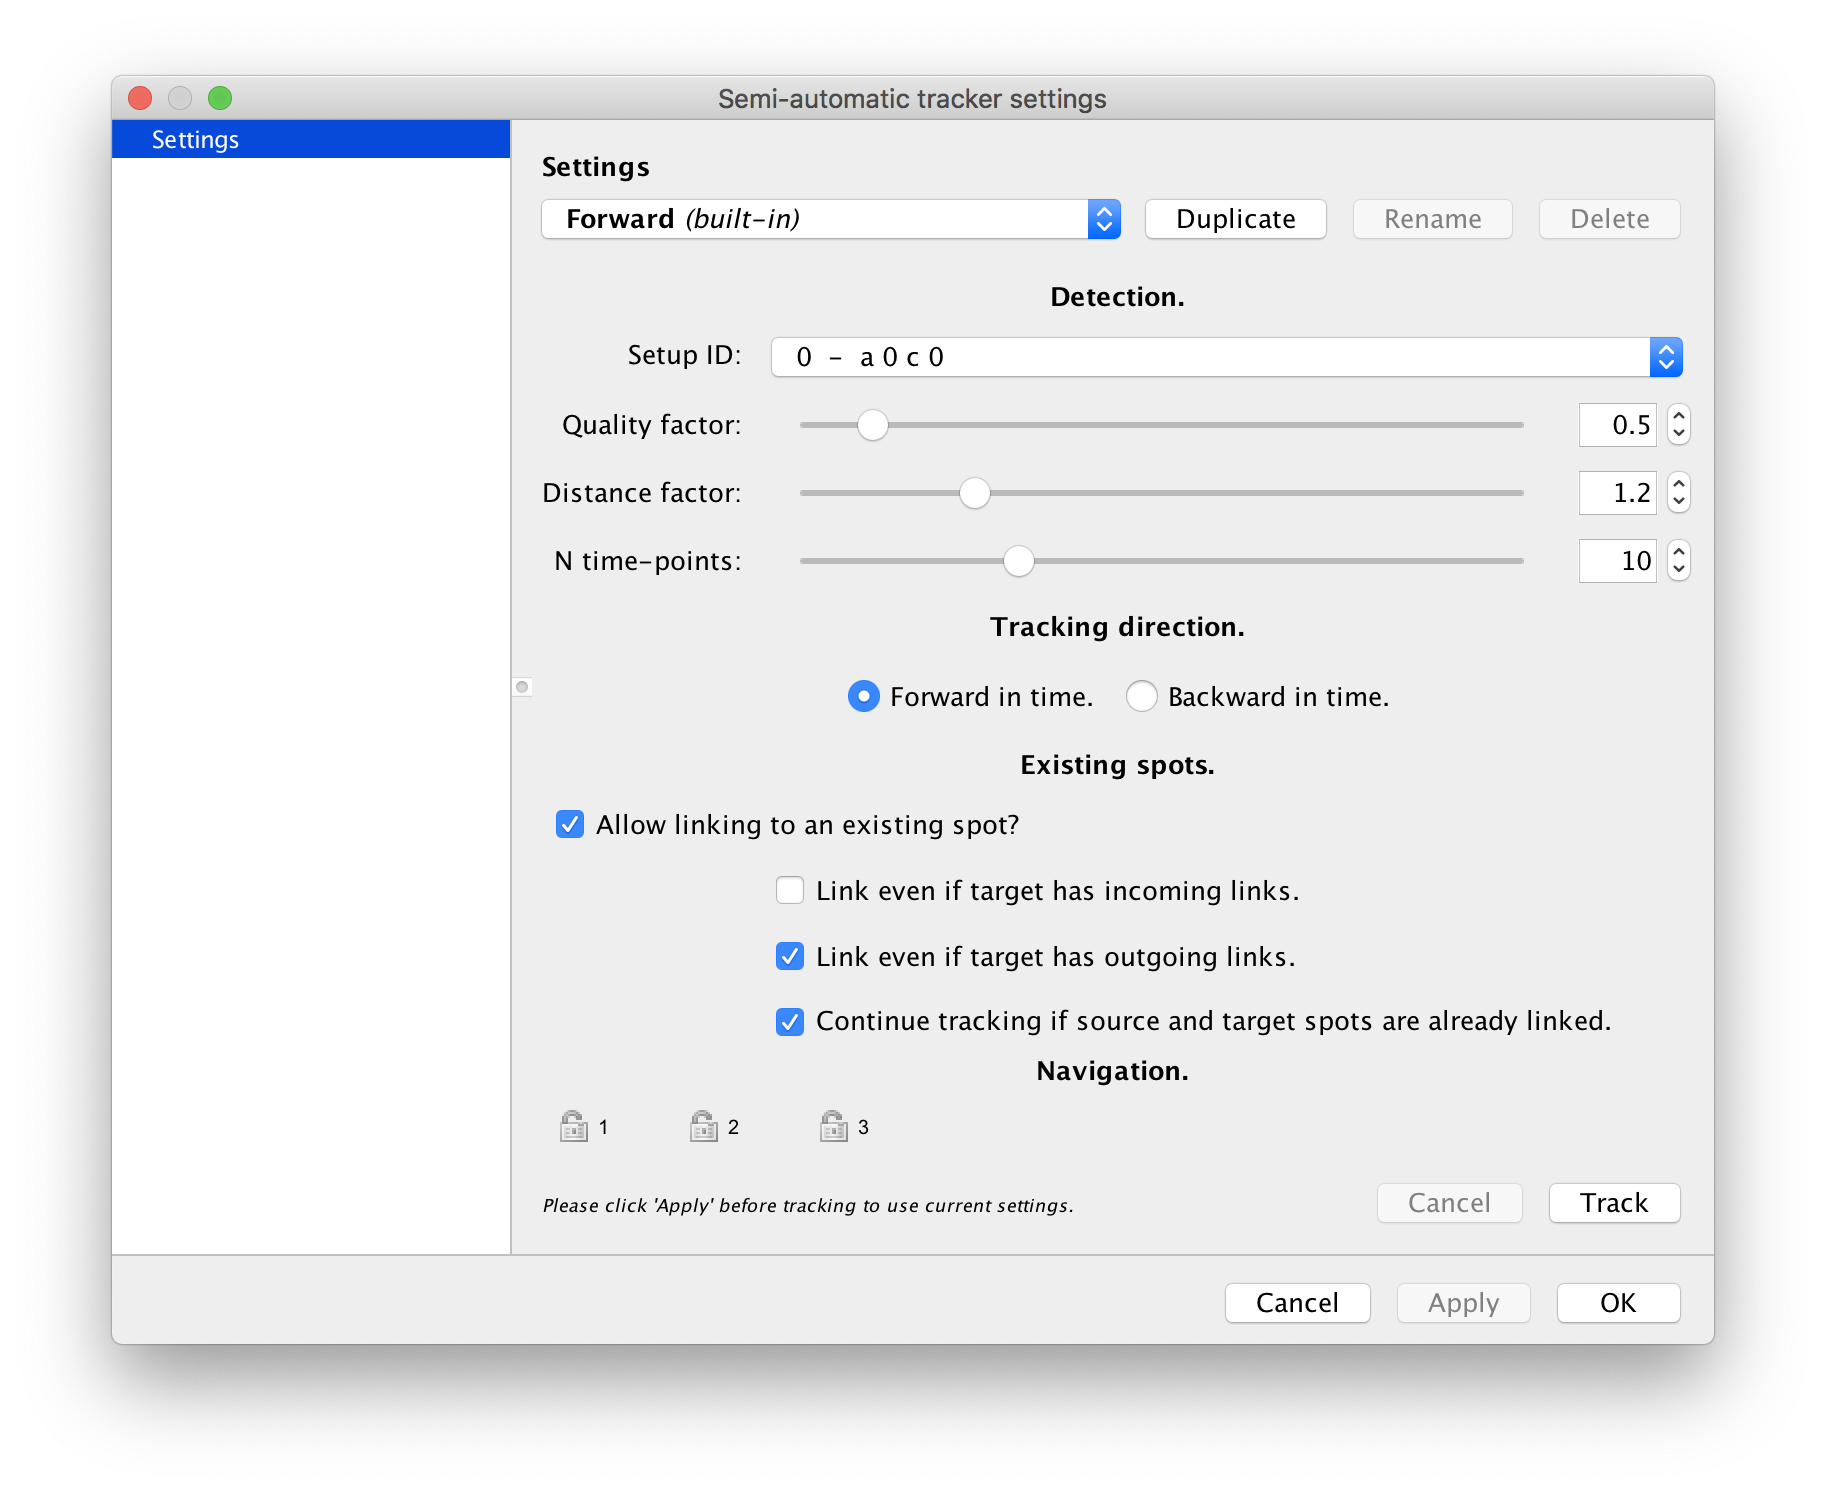 Semi-automatic tracker settings
Settings
Settings
Forward (built-in)
Duplicate
Rename
Delete
Detection.
Setup ID:
0 - a 0 c 0
Quality factor:
0.5
Distance factor:
1.2
N time-points:
10
Tracking direction.
Forward in time.
Backward in time.
Existing spots.
Allow linking to an existing spot?
Link even if target has incoming links.
Link even if target has outgoing links.
Continue tracking if source and target spots are already linked.
Navigation.
1
2
3
Please click 'Apply' before tracking to use current settings.
Cancel
Track
Cancel
Apply
OK